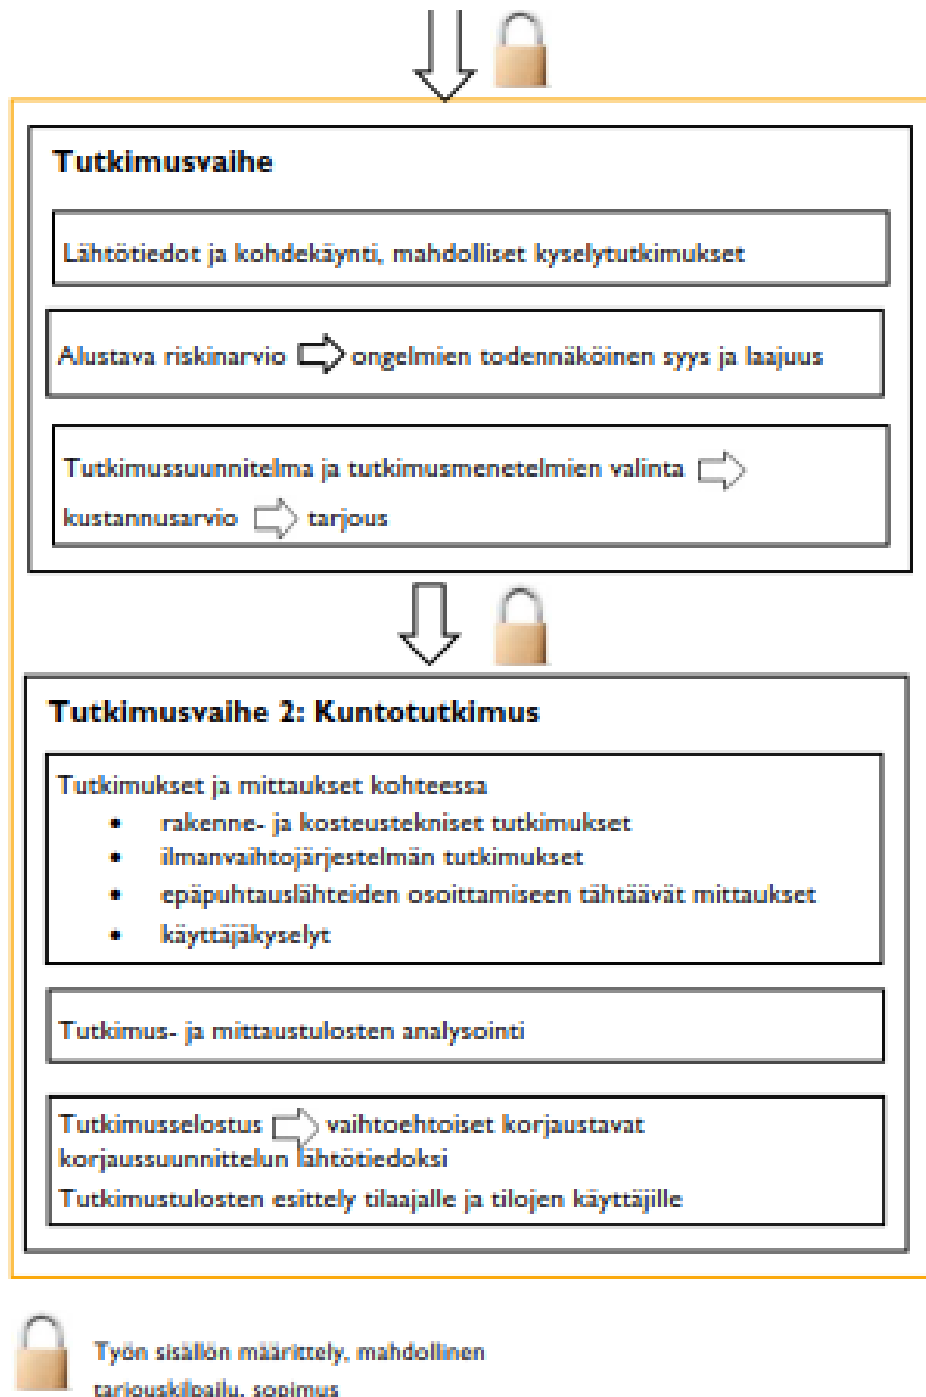 Tutkimusvaihe
Lähtötiedot ja kohdekäynti, mahdolliset kyselytutkimukset
Alustava riskinarvio ongelmien todennäköinen syys ja laajuus
Tutkimussuunnitelma ja tutkimusmenetelmien valinta
kustannusarvio tarjous
Tutkimusvaihe 2: Kuntotutkimus
Tutkimukset ja mittaukset kohteessa
• rakenne- ja kosteustekniset tutkimukset
• ilmanvaihtojärjestelmän tutkimukset
• epäpuhtauslähteiden osoittamiseen tähtäävät mittaukset
• käyttäjäkyselyt
Tutkimus- ja mittaustulosten analysointi
Tutkimusselostus vaihtoehtoiset korjaustavat
korjaussuunnittelun lähtötiedoksi
Tutkimustulosten esittely tilaajalle ja tilojen käyttäjille
Työn sisällön määrittely, mahdollinen
tarjouskilpailu, sopimus